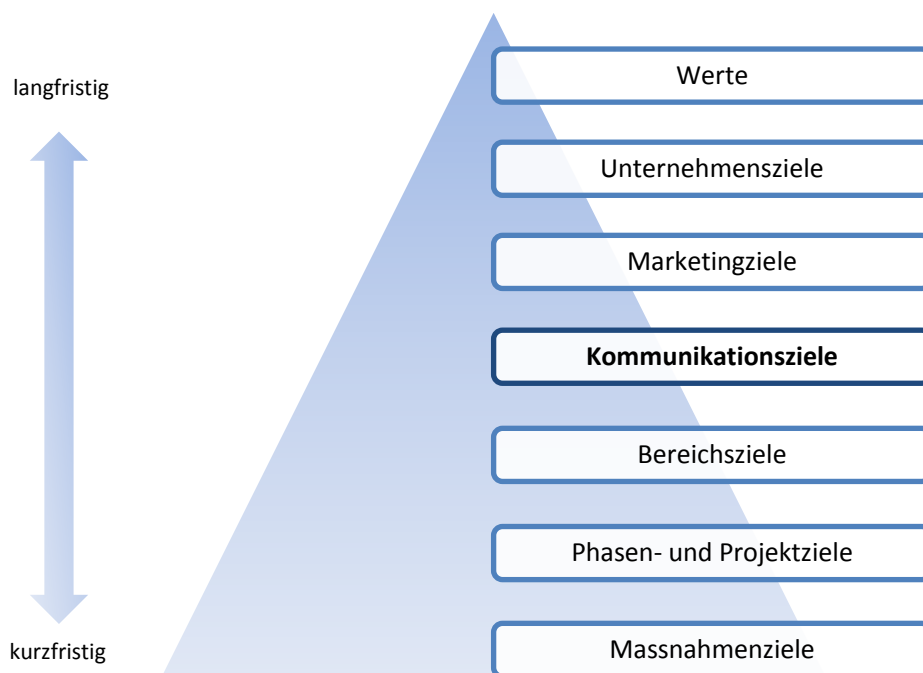 langfristig
Werte
Unternehmensziele
Marketingziele
Kommunikationsziele
Bereichsziele
Phasen- und Projektziele
Massnahmenziele
kurzfristig